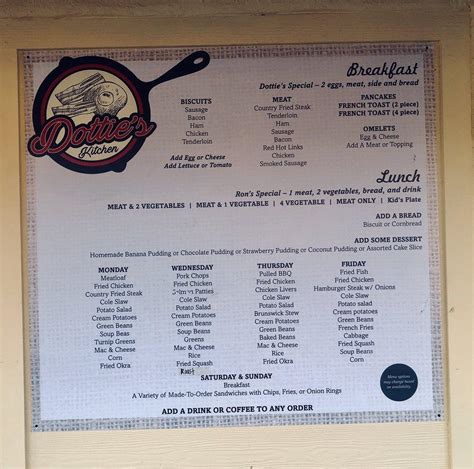 Dottie's
Kitchen
Breakfast
Dottie's Special – 2 eggs, meat, side and bread
BISCUITS
Sausage
Bacon
Ham
Chicken
Tenderloin
Add Egg or Cheese
Add Lettuce or Tomato
MEAT
Country Fried Steak
Tenderloin
Ham
Sausage
Bacon
Red Hot Links
Chicken
Smoked Sausage
PANCAKES
FRENCH TOAST (2 piece)
FRENCH TOAST (4 piece)
OMELETS
Egg & Cheese
Add A Meat or Topping
Lunch
Ron's Special – 1 meat, 2 vegetables, bread, and drink
MEAT & 2 VEGETABLES | MEAT & 1 VEGETABLE | 4 VEGETABLE | MEAT ONLY | Kid's Plate
ADD A BREAD
Biscuit or Cornbread
ADD SOME DESSERT
Homemade Banana Pudding or Chocolate Pudding or Strawberry Pudding or Coconut Pudding or Assorted Cake Slice
MONDAY
Meatloaf
Fried Chicken
Country Fried Steak
Cole Slaw
Potato Salad
Cream Potatoes
Green Beans
Soup Beans
Turnip Greens
Mac & Cheese
Corn
Fried Okra
WEDNESDAY
Pork Chops
Fried Chicken
Patties
Cole Slaw
Potato Salad
Cream Potatoes
Green Beans
Soup Beans
Greens
Mac & Cheese
Rice
Fried Squash
Roast
THURSDAY
Pulled BBQ
Fried Chicken
Chicken Livers
Cole Slaw
Potato Salad
Brunswick Stew
Cream Potatoes
Green Beans
Baked Beans
Mac & Cheese
Rice
Fried Okra
FRIDAY
Fried Fish
Fried Chicken
Hamburger Steak w/ Onions
Cole Slaw
Potato salad
Cream Potatoes
Green Beans
French Fries
Cabbage
Fried Squash
Soup Beans
Corn
SATURDAY & SUNDAY
Breakfast
A Variety of Made-To-Order Sandwiches with Chips, Fries, or Onion Rings
ADD A DRINK OR COFFEE TO ANY ORDER
Menu options
may change based
on availability.